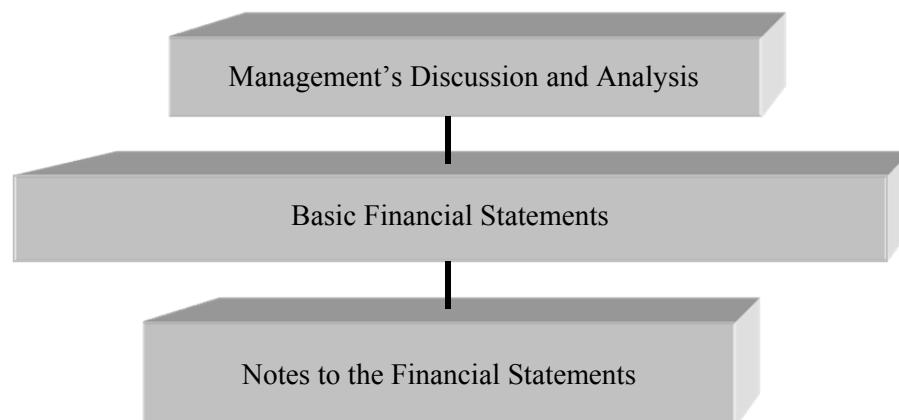 Management’s Discussion and Analysis
Basic Financial Statements
Notes to the Financial Statements